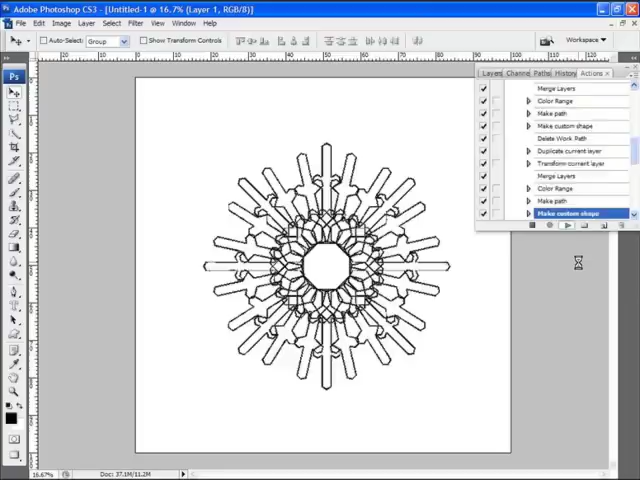 Adobe Photoshop CS3 - [Untitled-1 @ 16.7% (Layer 1, RGB/8)]
File Edit Image Layer Select Filter View Window Help
Auto-Select: Group Show Transform Controls Workspace
Ps
Layers Channe Paths History Actions ×
Merge Layers
Color Range
Make path
Make custom shape
Delete Work Path
Duplicate current layer
Transform current layer
Merge Layers
Color Range
Make path
Make custom shape
16.67% Doc: 37.1M/11.2M